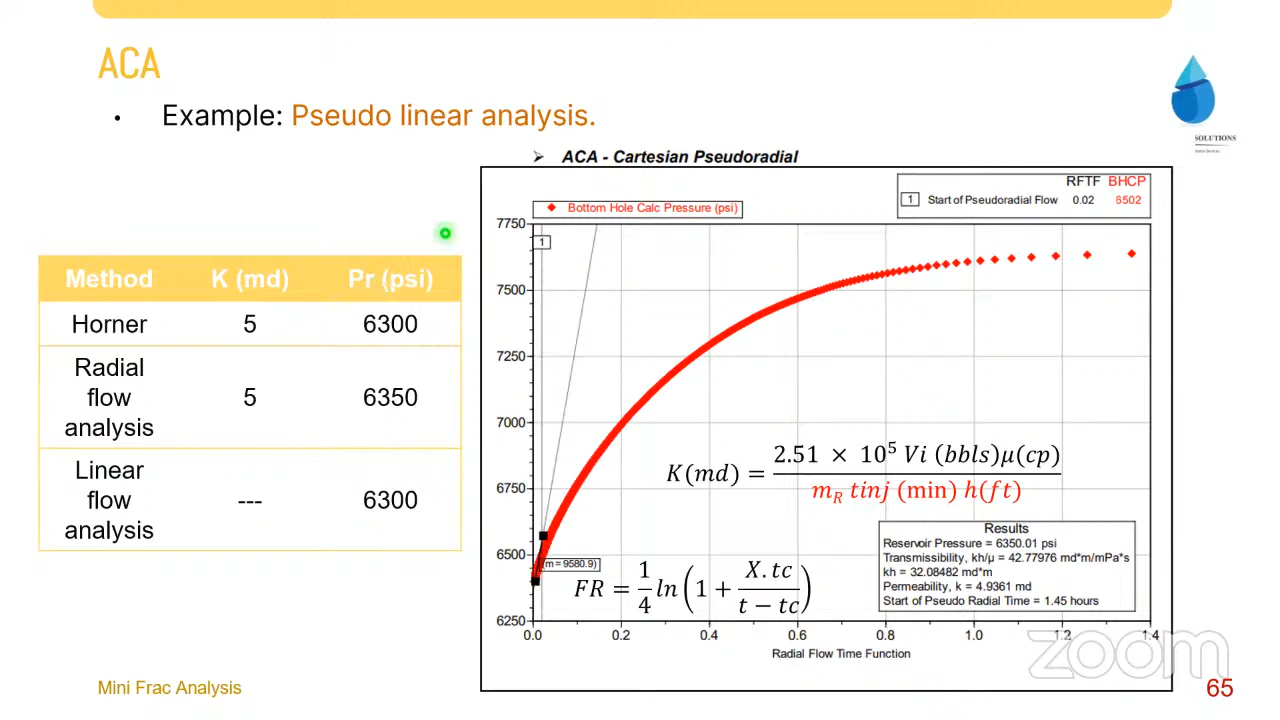 ACA
• Example: Pseudo linear analysis.
SOLUTIONS
➢ ACA - Cartesian Pseudoradial
RFTF BHCP
1 Start of Pseudoradial Flow 0.02 6502
Bottom Hole Calc Pressure (psi)
7750
7500
7250
7000
6750
6500
6250
1
(m = 9580.9)
0.0 0.2 0.4 0.6 0.8 1.0 1.2 1.4
Radial Flow Time Function
K(md) = 2.51 × 10⁵ Vi (bbls)μ(cp)
m_R tinj (min) h(ft)
FR = 1/4 ln (1 + X.tc / t − tc)
Results
Reservoir Pressure = 6350.01 psi
Transmissibility, kh/μ = 42.77976 md*m/mPa*s
kh = 32.08482 md*m
Permeability, k = 4.9361 md
Start of Pseudo Radial Time = 1.45 hours
Method K (md) Pr (psi)
Horner 5 6300
Radial
flow
analysis
5 6350
Linear
flow
analysis
--- 6300
zoom
Mini Frac Analysis
65